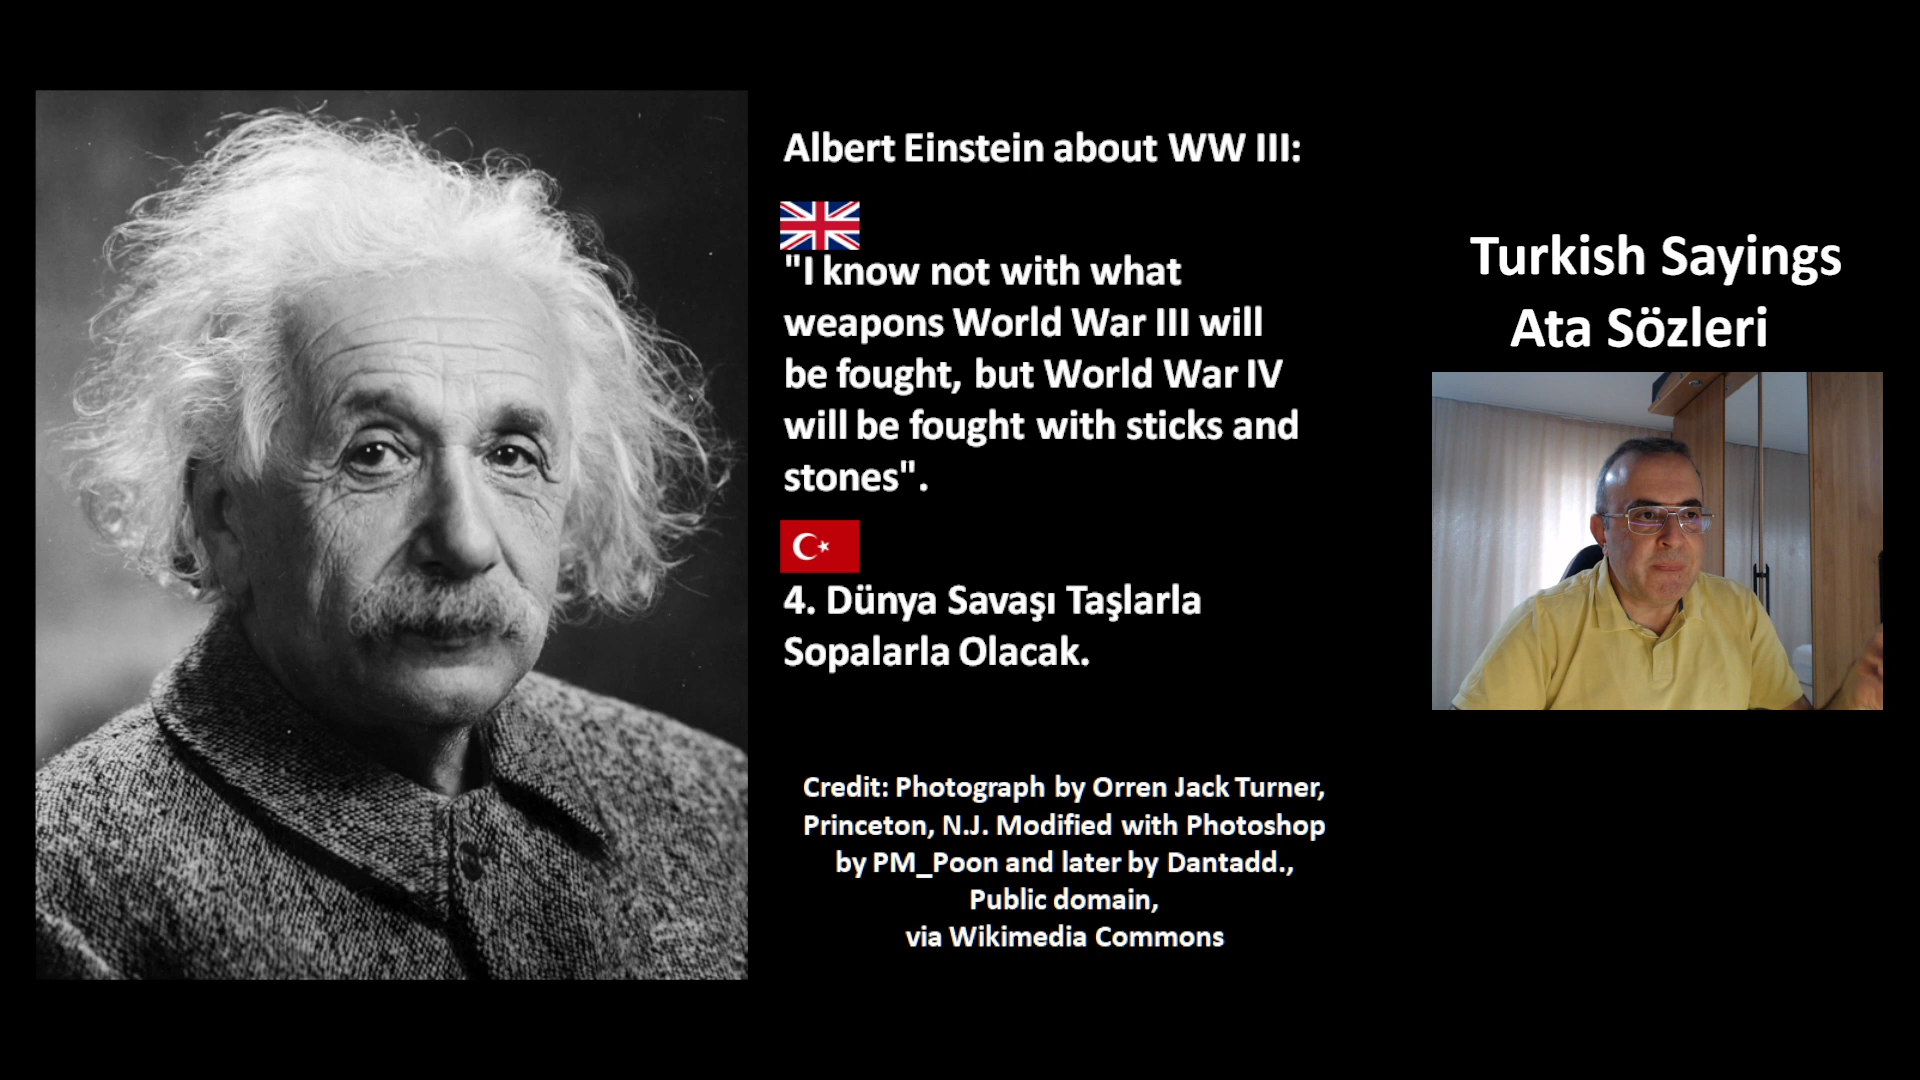 Albert Einstein about WW III:
"I know not with what
weapons World War III will
be fought, but World War IV
will be fought with sticks and
stones".
4. Dünya Savaşı Taşlarla
Sopalarla Olacak.
Credit: Photograph by Orren Jack Turner,
Princeton, N.J. Modified with Photoshop
by PM_Poon and later by Dantadd.,
Public domain,
via Wikimedia Commons
Turkish Sayings
Ata Sözleri